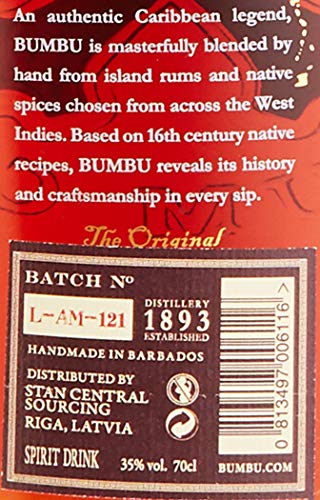 An authentic Caribbean legend,
BUMBU is masterfully blended by
hand from island rums and native
spices chosen from across the West
Indies. Based on 16th century native
recipes, BUMBU reveals its history
and craftsmanship in every sip.
The Original
BATCH No
L-AM-121
DISTILLERY
1893
ESTABLISHED
HANDMADE IN BARBADOS
DISTRIBUTED BY
STAN CENTRAL
SOURCING
RIGA, LATVIA
SPIRIT DRINK 35% vol. 70cl
0 813497 006116 >
BUMBU.COM